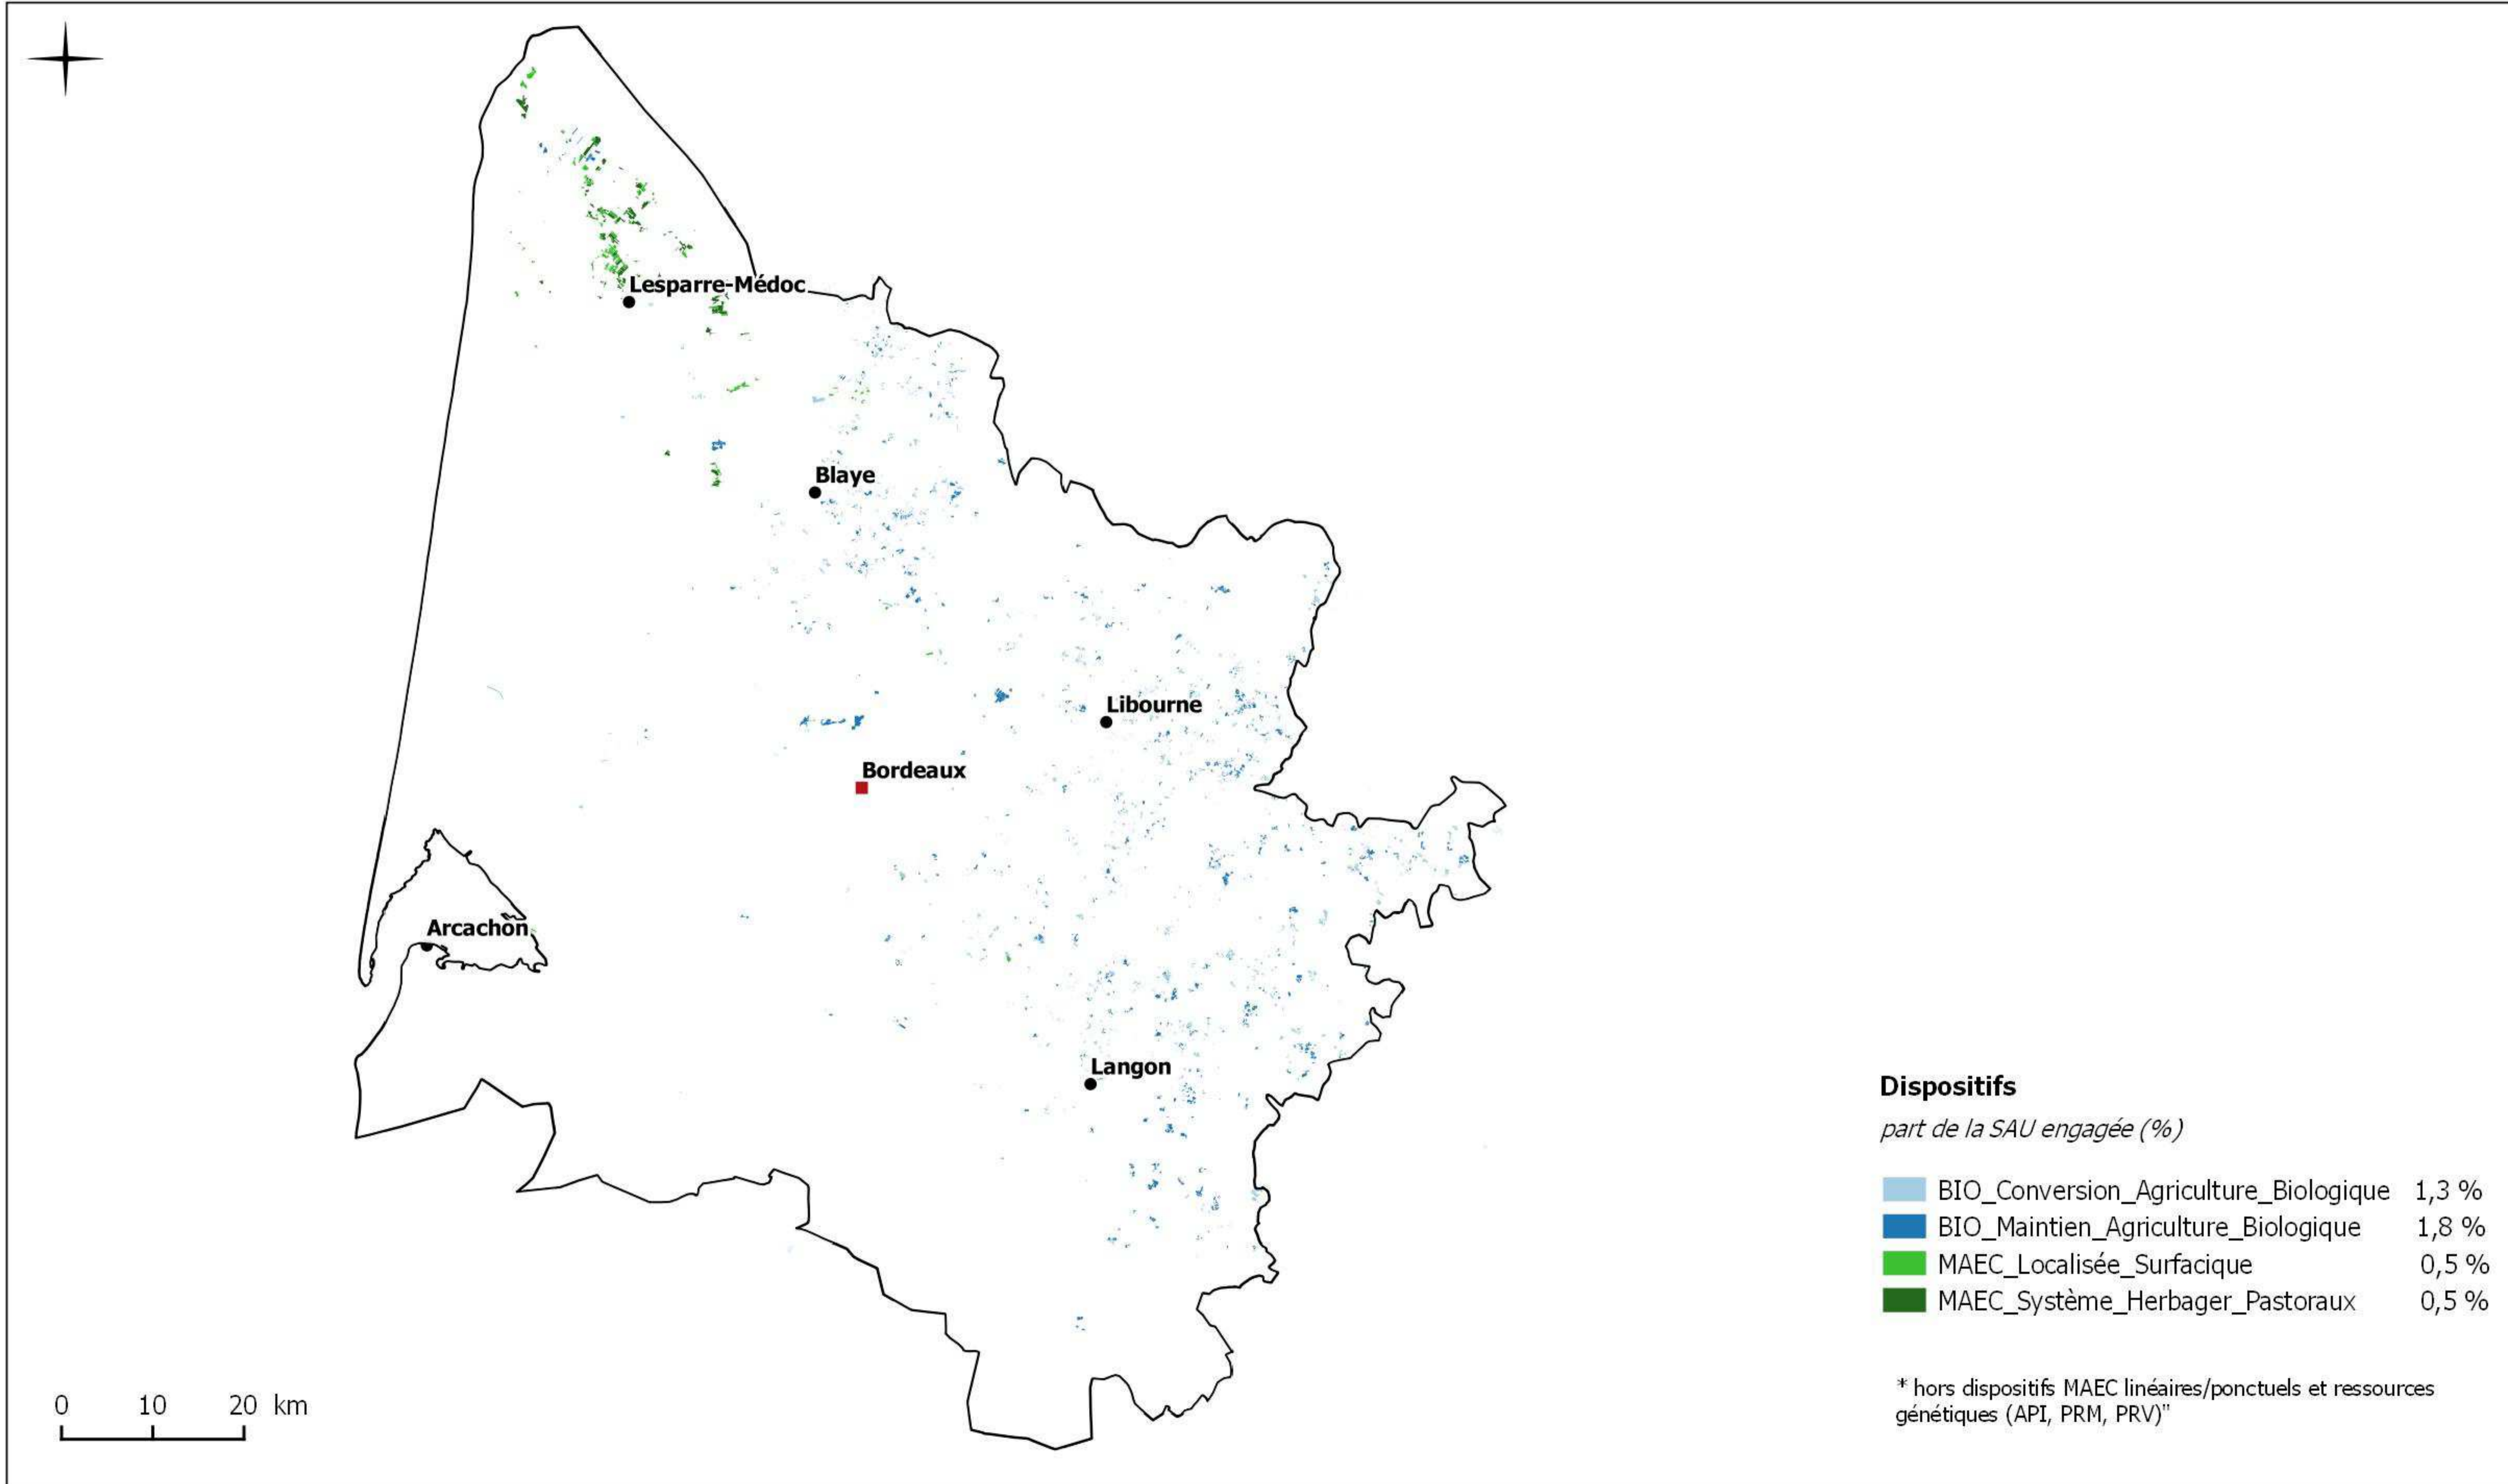 Lesparre-Médoc
Blaye
Libourne
Bordeaux
Arcachon
Langon
Dispositifs
part de la SAU engagée (%)
BIO_Conversion_Agriculture_Biologique 1,3 %
BIO_Maintien_Agriculture_Biologique 1,8 %
MAEC_Localisée_Surfacique 0,5 %
MAEC_Système_Herbager_Pastoraux 0,5 %
* hors dispositifs MAEC linéaires/ponctuels et ressources
génétiques (API, PRM, PRV)"
0 10 20 km